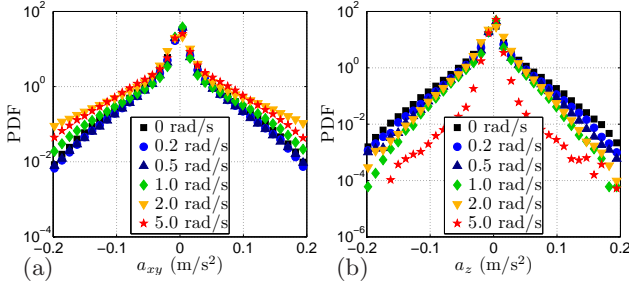 10^2
10^0
10^-2
10^-4
PDF
0 rad/s
0.2 rad/s
0.5 rad/s
1.0 rad/s
2.0 rad/s
5.0 rad/s
-0.2 -0.1 0 0.1 0.2
(a) a_xy (m/s^2)
10^2
10^0
10^-2
10^-4
10^-6
PDF
0 rad/s
0.2 rad/s
0.5 rad/s
1.0 rad/s
2.0 rad/s
5.0 rad/s
-0.2 -0.1 0 0.1 0.2
(b) a_z (m/s^2)